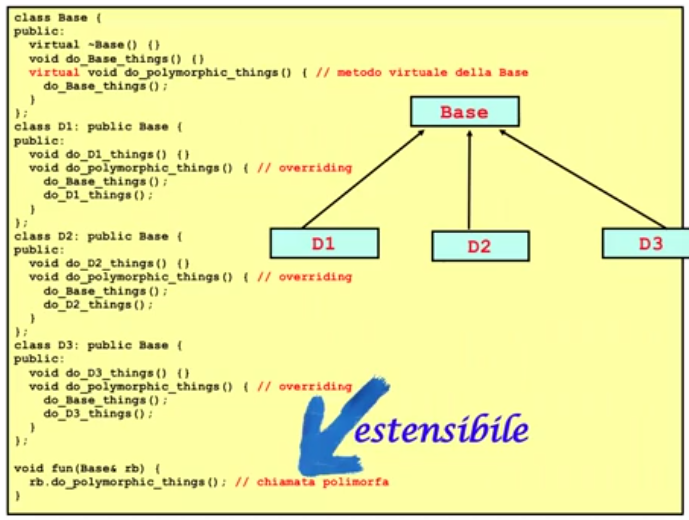 class Base {
public:
  virtual ~Base() {}
  void do_Base_things() {}
  virtual void do_polymorphic_things() { // metodo virtuale della Base
    do_Base_things();
  }
};
class D1: public Base {
public:
  void do_D1_things() {}
  void do_polymorphic_things() { // overriding
    do_Base_things();
    do_D1_things();
  }
};
class D2: public Base {
public:
  void do_D2_things() {}
  void do_polymorphic_things() { // overriding
    do_Base_things();
    do_D2_things();
  }
};
class D3: public Base {
public:
  void do_D3_things() {}
  void do_polymorphic_things() { // overriding
    do_Base_things();
    do_D3_things();
  }
};
void fun(Base& rb) {
  rb.do_polymorphic_things(); // chiamata polimorfa
}
Base
D1
D2
D3
estensibile